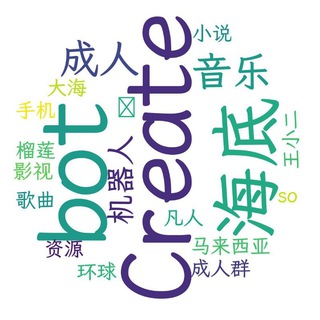 小说
成人
Create
音乐
大海
手机
bot
海底
王小二
榴莲
机器人
影视
so
歌曲
凡人
资源
马来西亚
环球
成人群